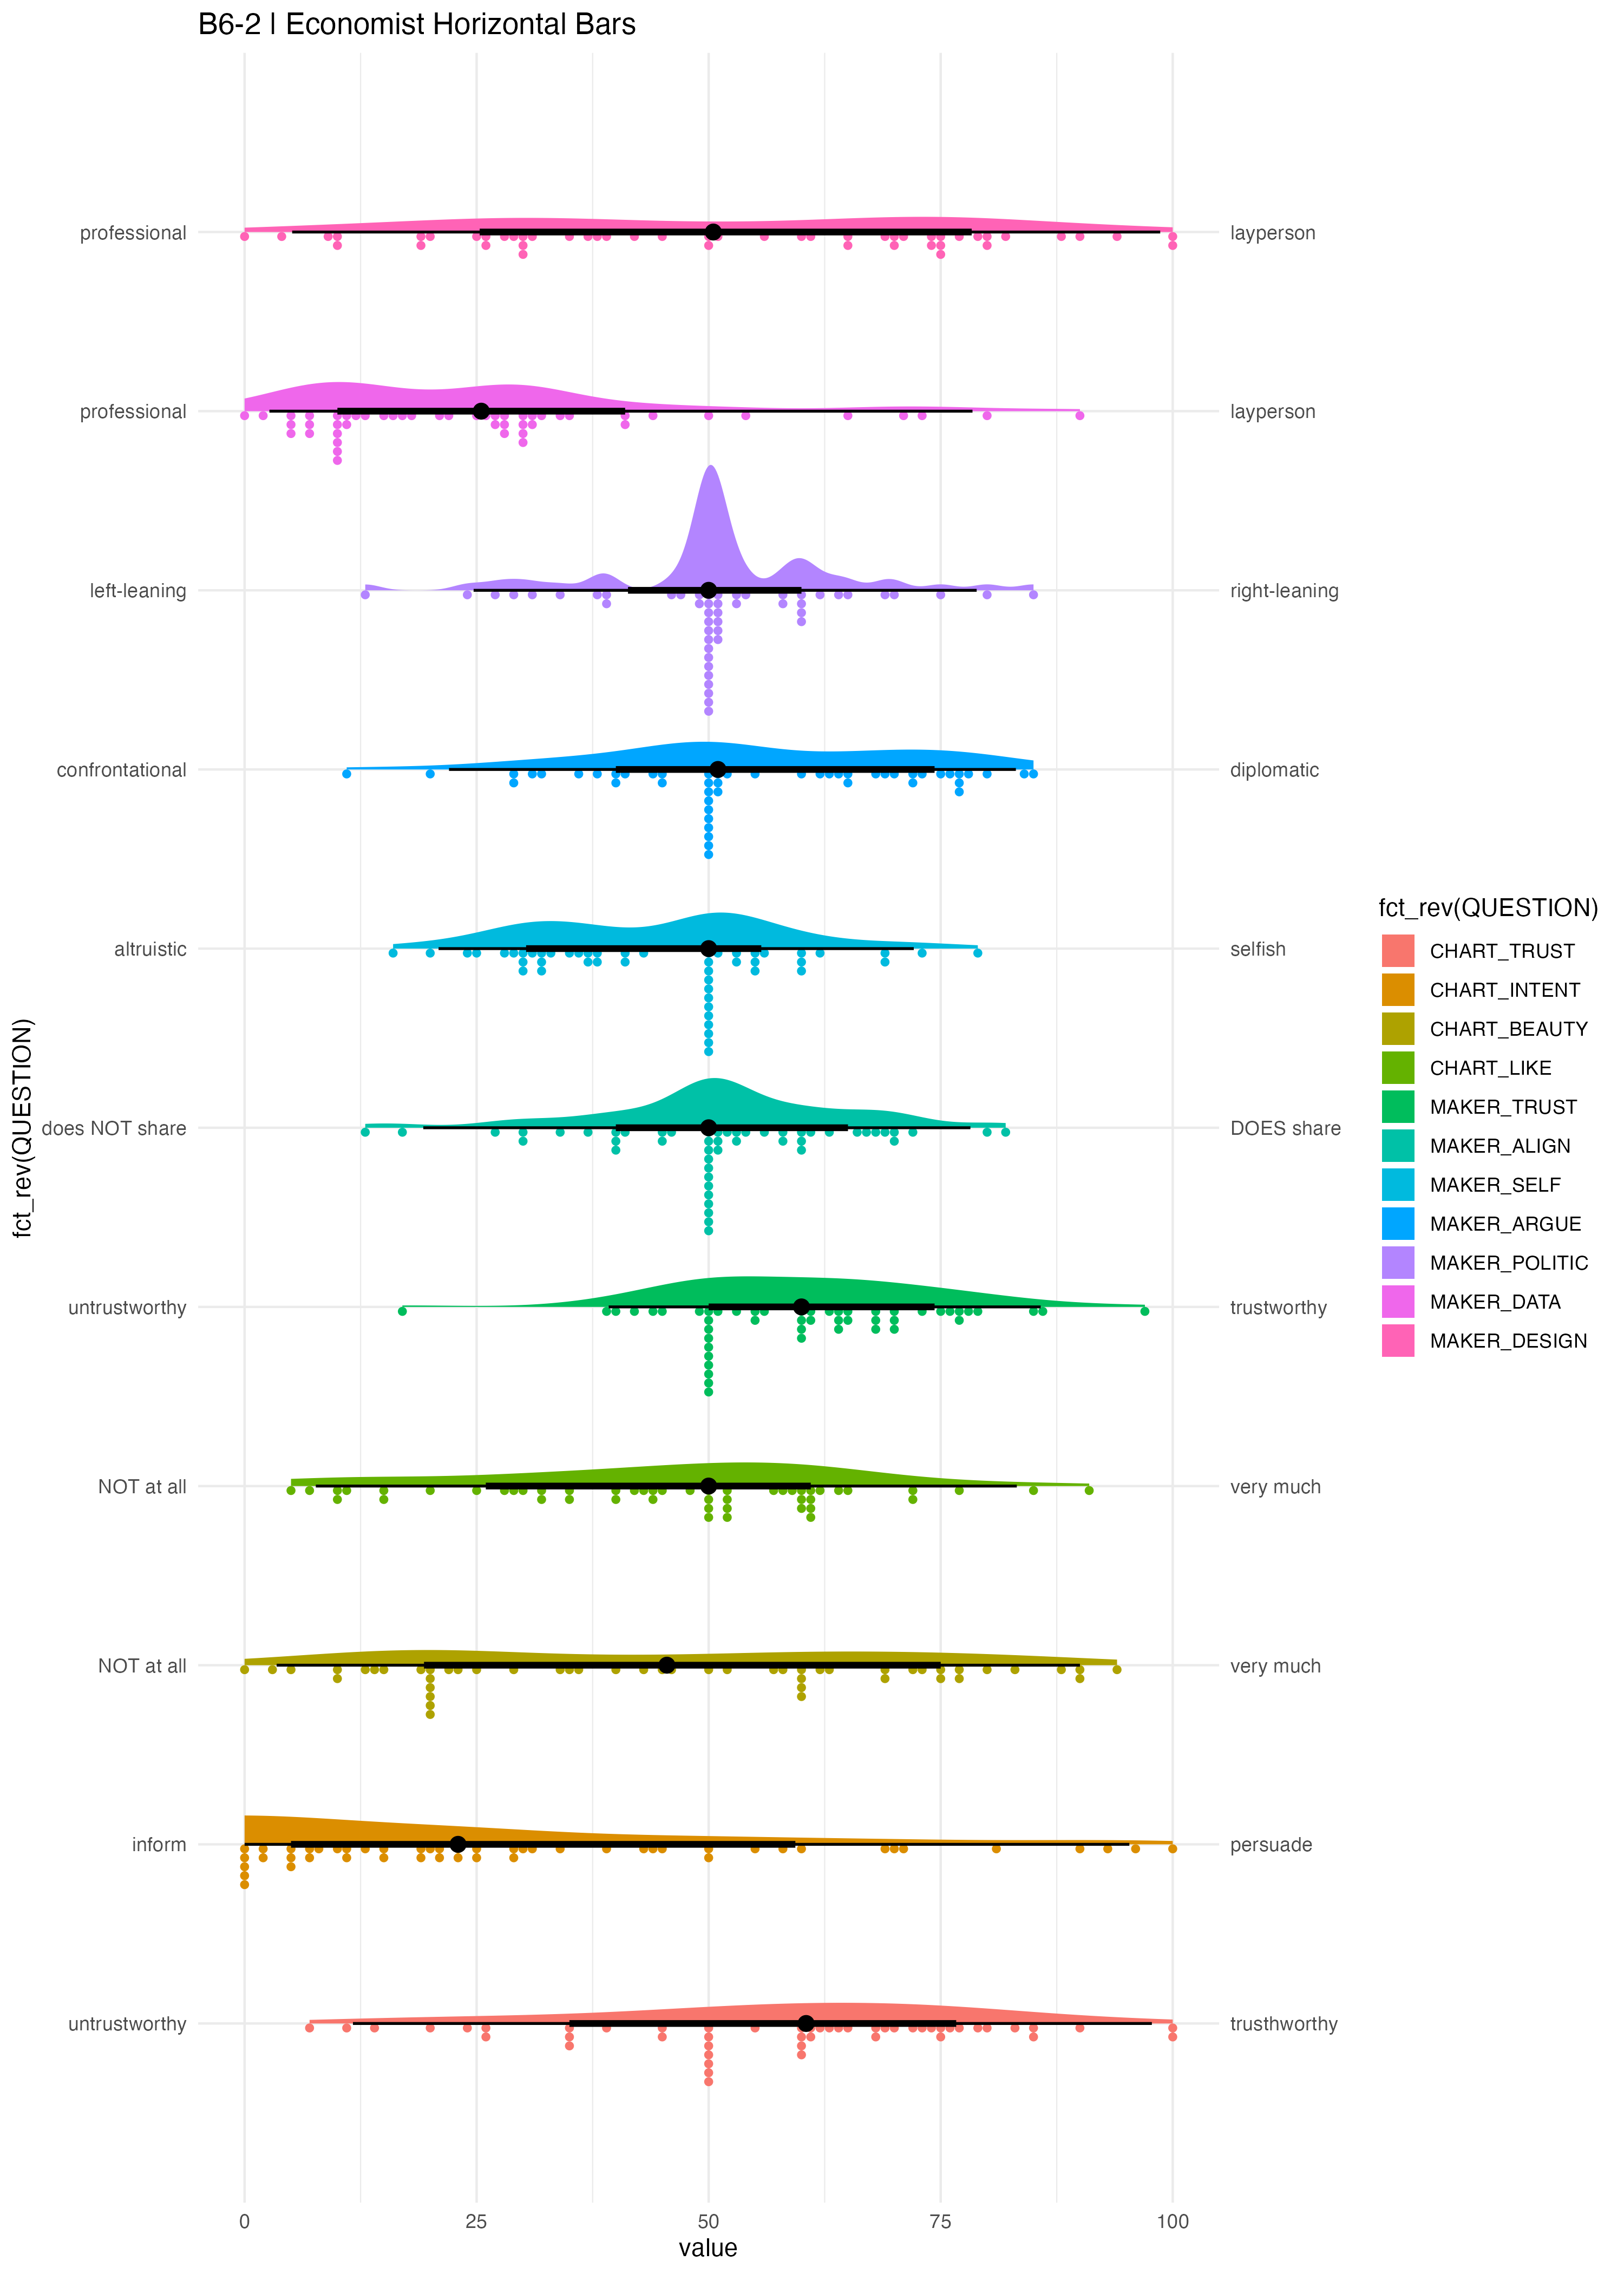 B6-2 | Economist Horizontal Bars
professional
layperson
professional
layperson
left-leaning
right-leaning
confrontational
diplomatic
altruistic
selfish
does NOT share
DOES share
untrustworthy
trustworthy
NOT at all
very much
NOT at all
very much
inform
persuade
untrustworthy
trusthworthy
fct_rev(QUESTION)
0
25
50
75
100
value
fct_rev(QUESTION)
CHART_TRUST
CHART_INTENT
CHART_BEAUTY
CHART_LIKE
MAKER_TRUST
MAKER_ALIGN
MAKER_SELF
MAKER_ARGUE
MAKER_POLITIC
MAKER_DATA
MAKER_DESIGN